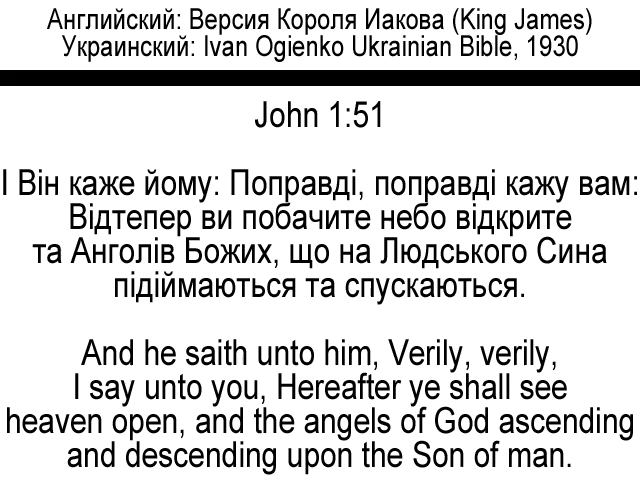 Английский: Версия Короля Иакова (King James)
Украинский: Ivan Ogienko Ukrainian Bible, 1930
John 1:51
І Він каже йому: Поправді, поправді кажу вам:
Відтепер ви побачите небо відкрите
та Анголів Божих, що на Людського Сина
підіймаються та спускаються.
And he saith unto him, Verily, verily,
I say unto you, Hereafter ye shall see
heaven open, and the angels of God ascending
and descending upon the Son of man.